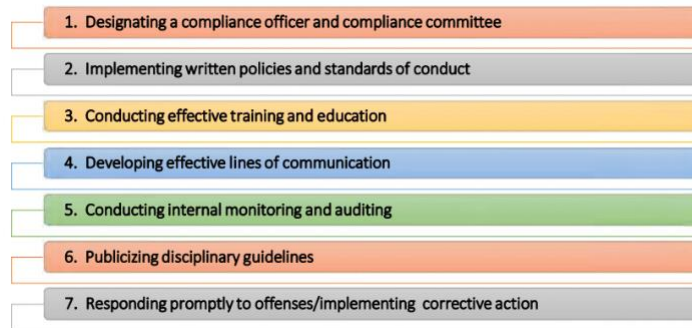 1. Designating a compliance officer and compliance committee
2. Implementing written policies and standards of conduct
3. Conducting effective training and education
4. Developing effective lines of communication
5. Conducting internal monitoring and auditing
6. Publicizing disciplinary guidelines
7. Responding promptly to offenses/implementing corrective action